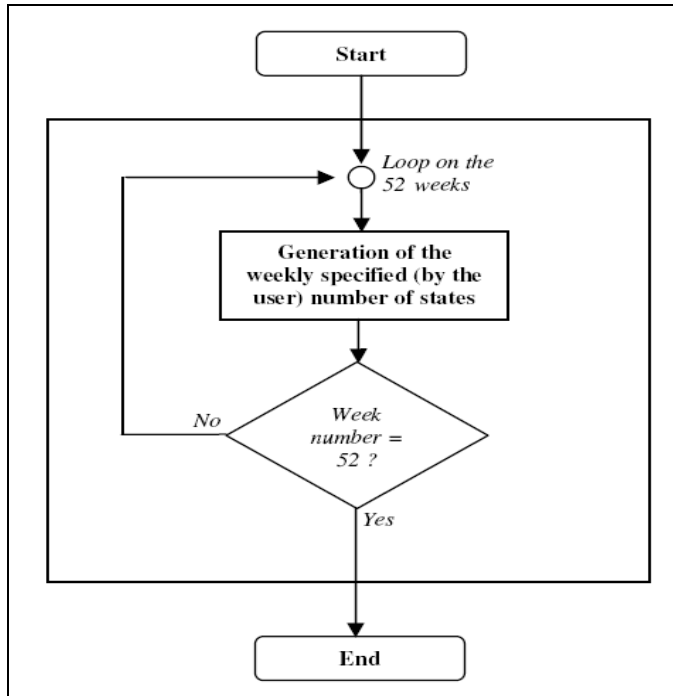 Start
Loop on the
52 weeks
Generation of the
weekly specified (by the
user) number of states
No
Week
number =
52 ?
Yes
End